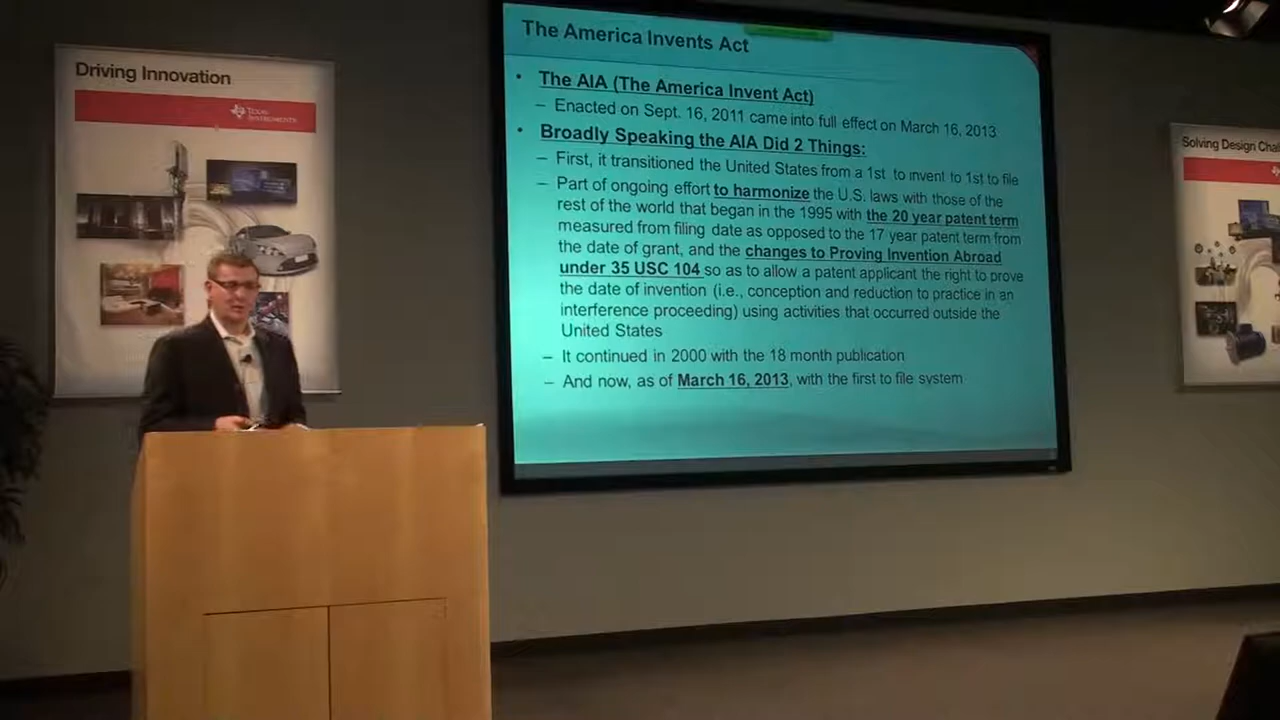 Driving Innovation
TEXAS
INSTRUMENTS
The America Invents Act
• The AIA (The America Invent Act)
– Enacted on Sept. 16, 2011 came into full effect on March 16, 2013
• Broadly Speaking the AIA Did 2 Things:
– First, it transitioned the United States from a 1st to invent to 1st to file
– Part of ongoing effort to harmonize the U.S. laws with those of the
rest of the world that began in the 1995 with the 20 year patent term
measured from filing date as opposed to the 17 year patent term from
the date of grant, and the changes to Proving Invention Abroad
under 35 USC 104 so as to allow a patent applicant the right to prove
the date of invention (i.e., conception and reduction to practice in an
interference proceeding) using activities that occurred outside the
United States
– It continued in 2000 with the 18 month publication
– And now, as of March 16, 2013, with the first to file system
Solving Design Chal